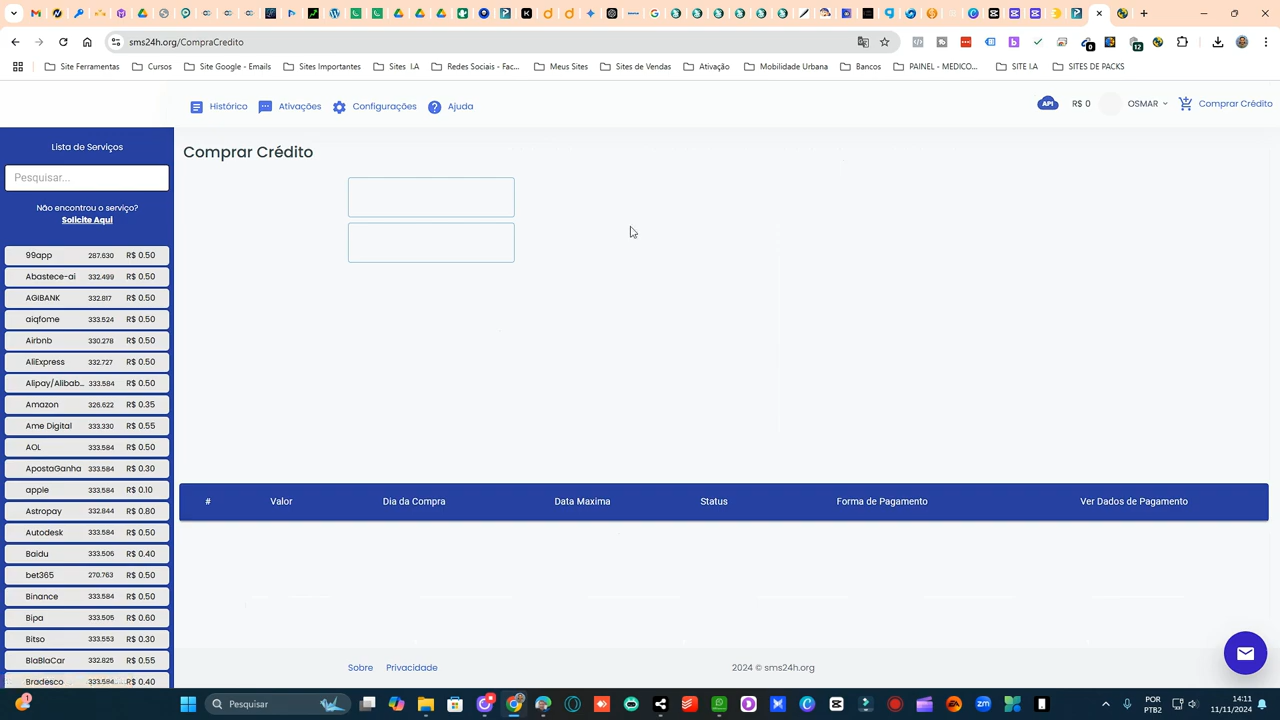 sms24h.org/CompraCredito
Site Ferramentas
Cursos
Site Google - Emails
Sites Importantes
Sites I.A
Redes Sociais - Fac...
Meus Sites
Sites de Vendas
Ativação
Mobilidade Urbana
Bancos
PAINEL - MEDICO...
SITE I.A
SITES DE PACKS
Histórico
Ativações
Configurações
Ajuda
API
R$ 0
OSMAR
Comprar Crédito
Lista de Serviços
Pesquisar...
Não encontrou o serviço?
Solicite Aqui
Comprar Crédito
99app 287.630 R$ 0.50
Abastece-ai 332.499 R$ 0.50
AGIBANK 332.817 R$ 0.50
aiqfome 333.524 R$ 0.50
Airbnb 330.278 R$ 0.50
AliExpress 332.727 R$ 0.50
Alipay/Alibab... 333.584 R$ 0.50
Amazon 326.622 R$ 0.35
Ame Digital 333.330 R$ 0.55
AOL 333.584 R$ 0.50
ApostaGanha 333.584 R$ 0.30
apple 333.584 R$ 0.10
Astropay 332.844 R$ 0.80
Autodesk 333.584 R$ 0.50
Baidu 333.506 R$ 0.40
bet365 270.763 R$ 0.50
Binance 333.584 R$ 0.50
Bipa 333.505 R$ 0.60
Bitso 333.553 R$ 0.30
BlaBlaCar 332.825 R$ 0.55
Bradesco 333.584 R$ 0.40
# Valor Dia da Compra Data Maxima Status Forma de Pagamento Ver Dados de Pagamento
Sobre Privacidade
2024 © sms24h.org
Pesquisar
POR
PTB2
14:11
11/11/2024